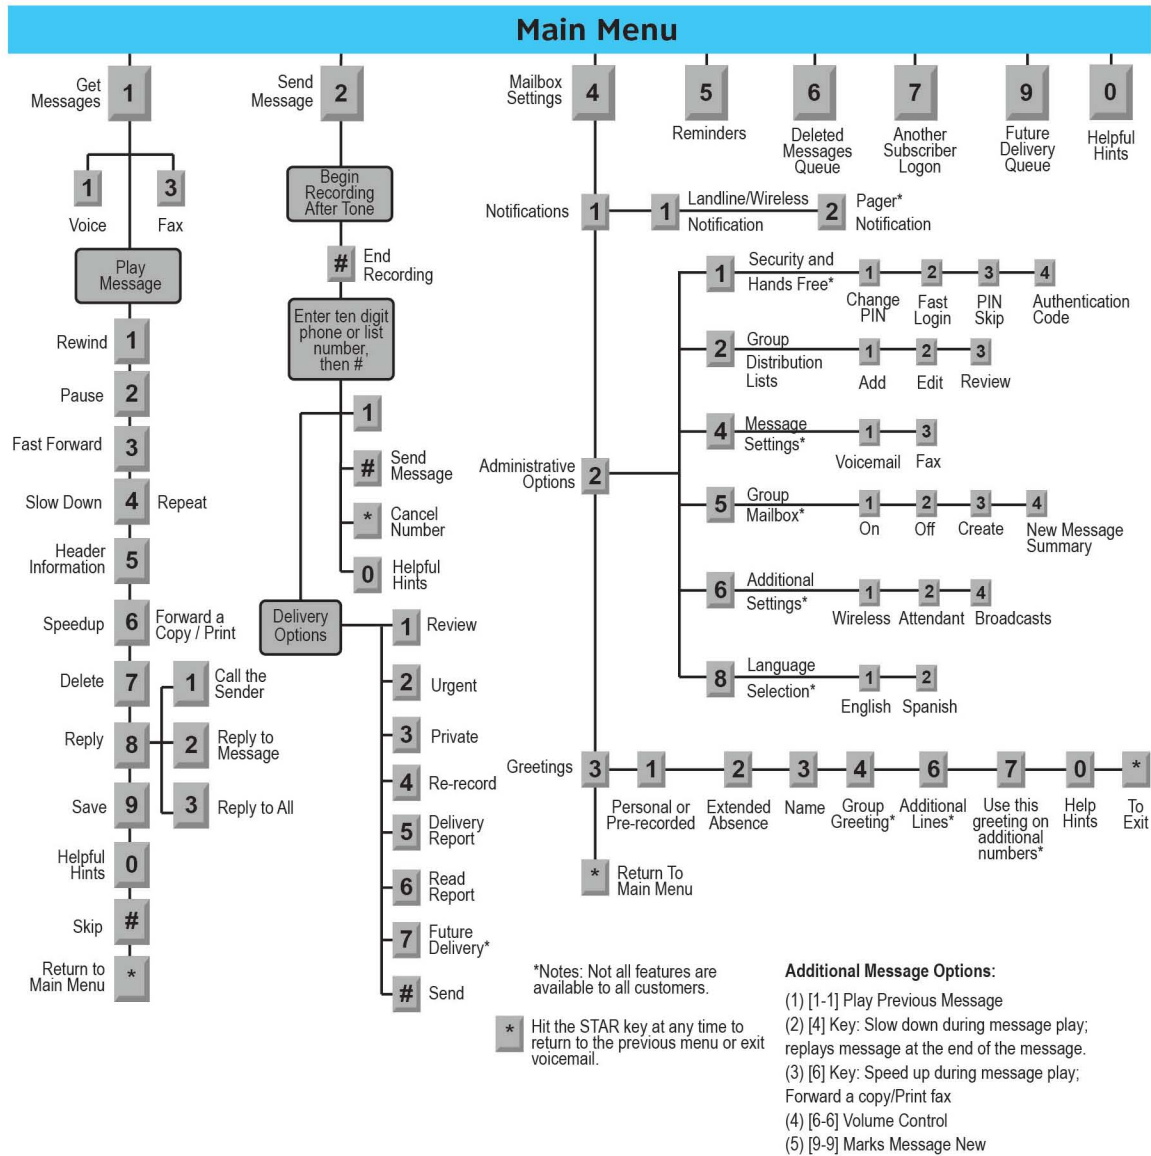 Main Menu
Get
Messages
1
1
Voice
3
Fax
Play
Message
Rewind
1
Pause
2
Fast Forward
3
Slow Down
4
Repeat
Header
Information
5
Speedup
6
Forward a
Copy / Print
Delete
7
Reply
8
1
Call the
Sender
2
Reply to
Message
3
Reply to All
Save
9
Helpful
Hints
0
Skip
#
Return to
Main Menu
*
Send
Message
2
Begin
Recording
After Tone
#
End
Recording
Enter ten digit
phone or list
number,
then #
1
#
Send
Message
*
Cancel
Number
0
Helpful
Hints
Delivery
Options
1
Review
2
Urgent
3
Private
4
Re-record
5
Delivery
Report
6
Read
Report
7
Future
Delivery*
#
Send
Mailbox
Settings
4
5
Reminders
6
Deleted
Messages
Queue
7
Another
Subscriber
Logon
9
Future
Delivery
Queue
0
Helpful
Hints
Notifications
1
1
Landline/Wireless
Notification
2
Pager*
Notification
Administrative
Options
2
1
Security and
Hands Free*
1
Change
PIN
2
Fast
Login
3
PIN
Skip
4
Authentication
Code
2
Group
Distribution
Lists
1
Add
2
Edit
3
Review
4
Message
Settings*
1
Voicemail
3
Fax
5
Group
Mailbox*
1
On
2
Off
3
Create
4
New Message
Summary
6
Additional
Settings*
1
Wireless
2
Attendant
4
Broadcasts
8
Language
Selection*
1
English
2
Spanish
Greetings
3
1
Personal or
Pre-recorded
2
Extended
Absence
3
Name
4
Group
Greeting*
6
Additional
Lines*
7
Use this
greeting on
additional
numbers*
0
Help
Hints
*
To
Exit
*
Return To
Main Menu
*Notes: Not all features are
available to all customers.
*
Hit the STAR key at any time to
return to the previous menu or exit
voicemail.
Additional Message Options:
(1) [1-1] Play Previous Message
(2) [4] Key: Slow down during message play;
replays message at the end of the message.
(3) [6] Key: Speed up during message play;
Forward a copy/Print fax
(4) [6-6] Volume Control
(5) [9-9] Marks Message New